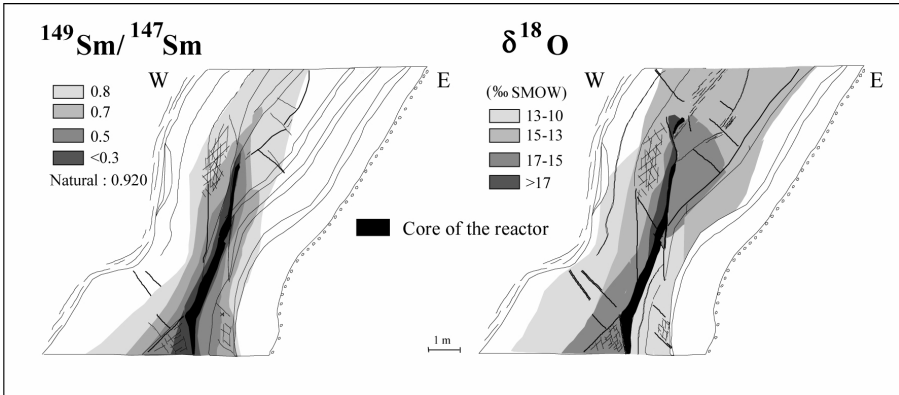 ¹⁴⁹Sm/ ¹⁴⁷Sm
W
0.8
0.7
0.5
<0.3
Natural : 0.920
δ¹⁸O
W
E
(‰ SMOW)
13-10
15-13
17-15
>17
Core of the reactor
1 m